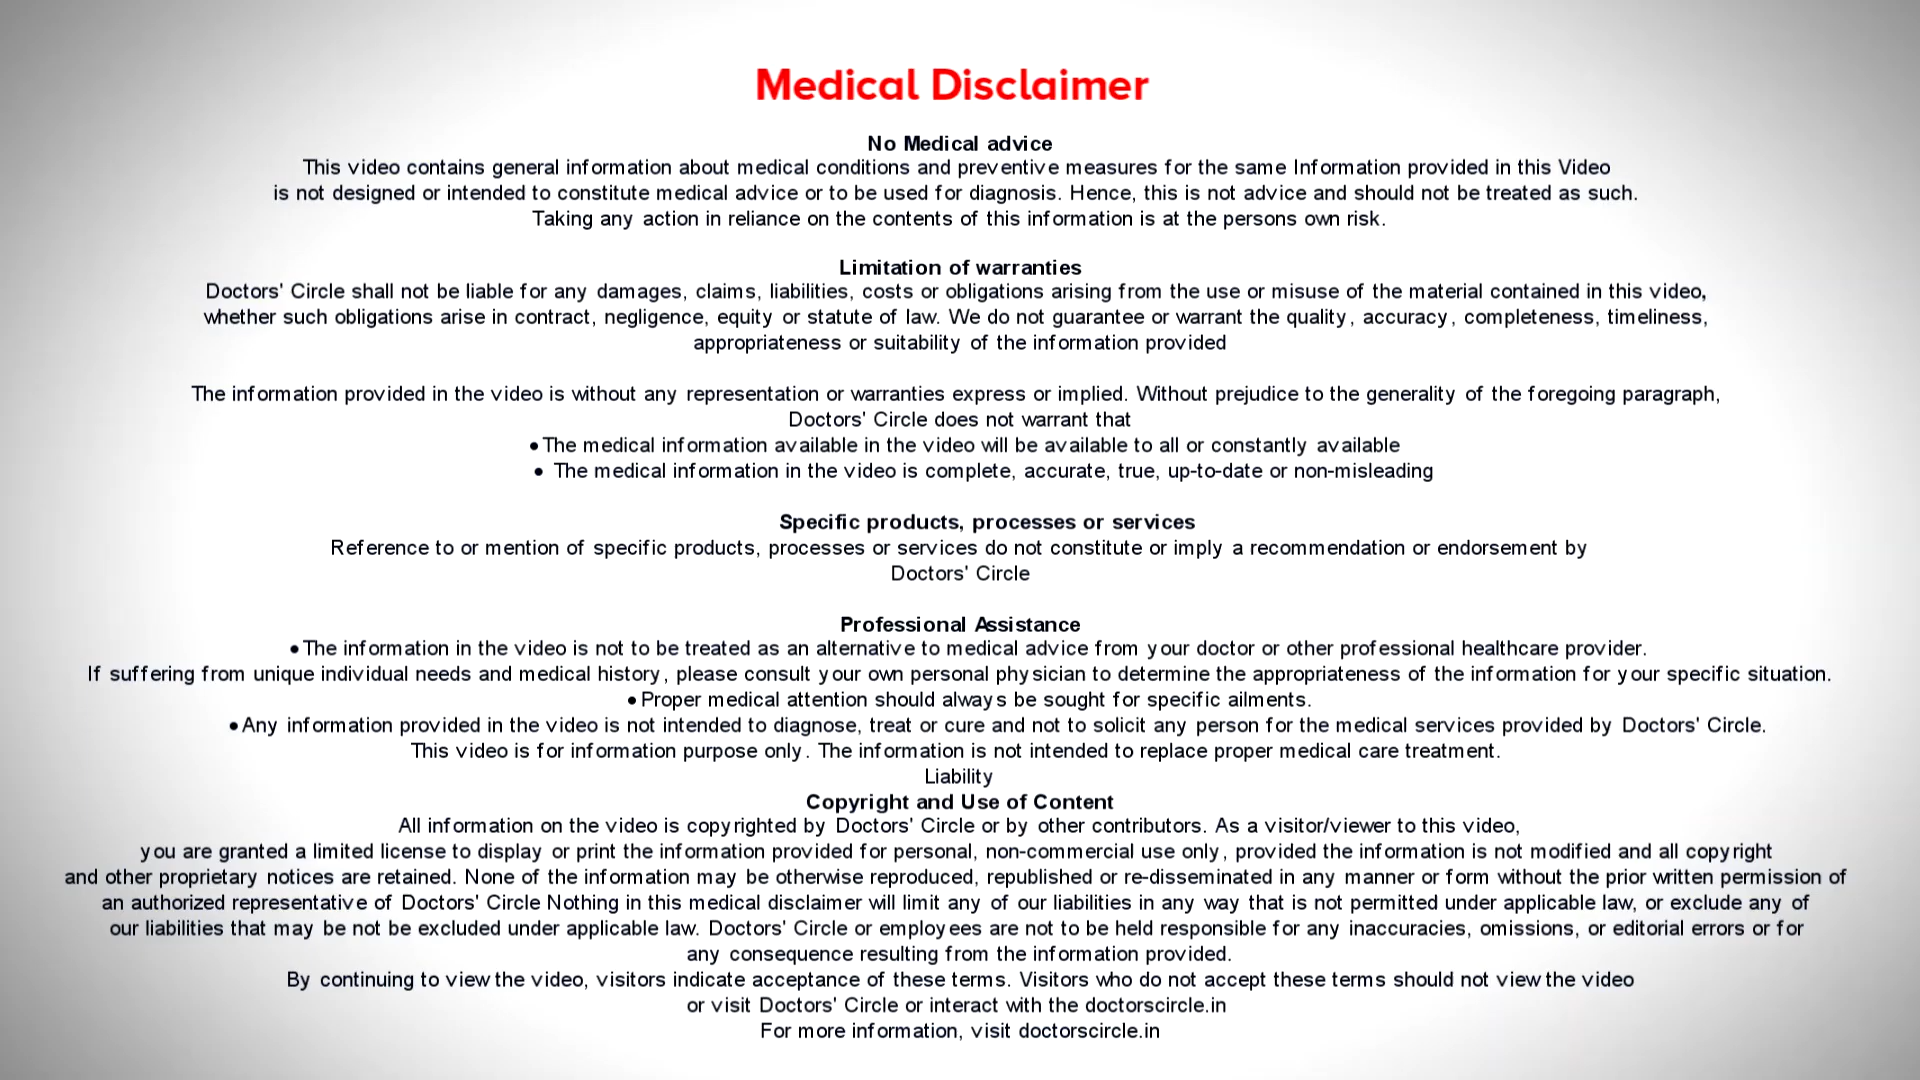 Medical Disclaimer
No Medical advice
This video contains general information about medical conditions and preventive measures for the same Information provided in this Video
is not designed or intended to constitute medical advice or to be used for diagnosis. Hence, this is not advice and should not be treated as such.
Taking any action in reliance on the contents of this information is at the persons own risk.
Limitation of warranties
Doctors' Circle shall not be liable for any damages, claims, liabilities, costs or obligations arising from the use or misuse of the material contained in this video,
whether such obligations arise in contract, negligence, equity or statute of law. We do not guarantee or warrant the quality, accuracy, completeness, timeliness,
appropriateness or suitability of the information provided
The information provided in the video is without any representation or warranties express or implied. Without prejudice to the generality of the foregoing paragraph,
Doctors' Circle does not warrant that
• The medical information available in the video will be available to all or constantly available
• The medical information in the video is complete, accurate, true, up-to-date or non-misleading
Specific products, processes or services
Reference to or mention of specific products, processes or services do not constitute or imply a recommendation or endorsement by
Doctors' Circle
Professional Assistance
• The information in the video is not to be treated as an alternative to medical advice from your doctor or other professional healthcare provider.
If suffering from unique individual needs and medical history, please consult your own personal physician to determine the appropriateness of the information for your specific situation.
• Proper medical attention should always be sought for specific ailments.
• Any information provided in the video is not intended to diagnose, treat or cure and not to solicit any person for the medical services provided by Doctors' Circle.
This video is for information purpose only. The information is not intended to replace proper medical care treatment.
Liability
Copyright and Use of Content
All information on the video is copyrighted by Doctors' Circle or by other contributors. As a visitor/viewer to this video,
you are granted a limited license to display or print the information provided for personal, non-commercial use only, provided the information is not modified and all copyright
and other proprietary notices are retained. None of the information may be otherwise reproduced, republished or re-disseminated in any manner or form without the prior written permission of
an authorized representative of Doctors' Circle Nothing in this medical disclaimer will limit any of our liabilities in any way that is not permitted under applicable law, or exclude any of
our liabilities that may be not be excluded under applicable law. Doctors' Circle or employees are not to be held responsible for any inaccuracies, omissions, or editorial errors or for
any consequence resulting from the information provided.
By continuing to view the video, visitors indicate acceptance of these terms. Visitors who do not accept these terms should not view the video
or visit Doctors' Circle or interact with the doctorscircle.in
For more information, visit doctorscircle.in